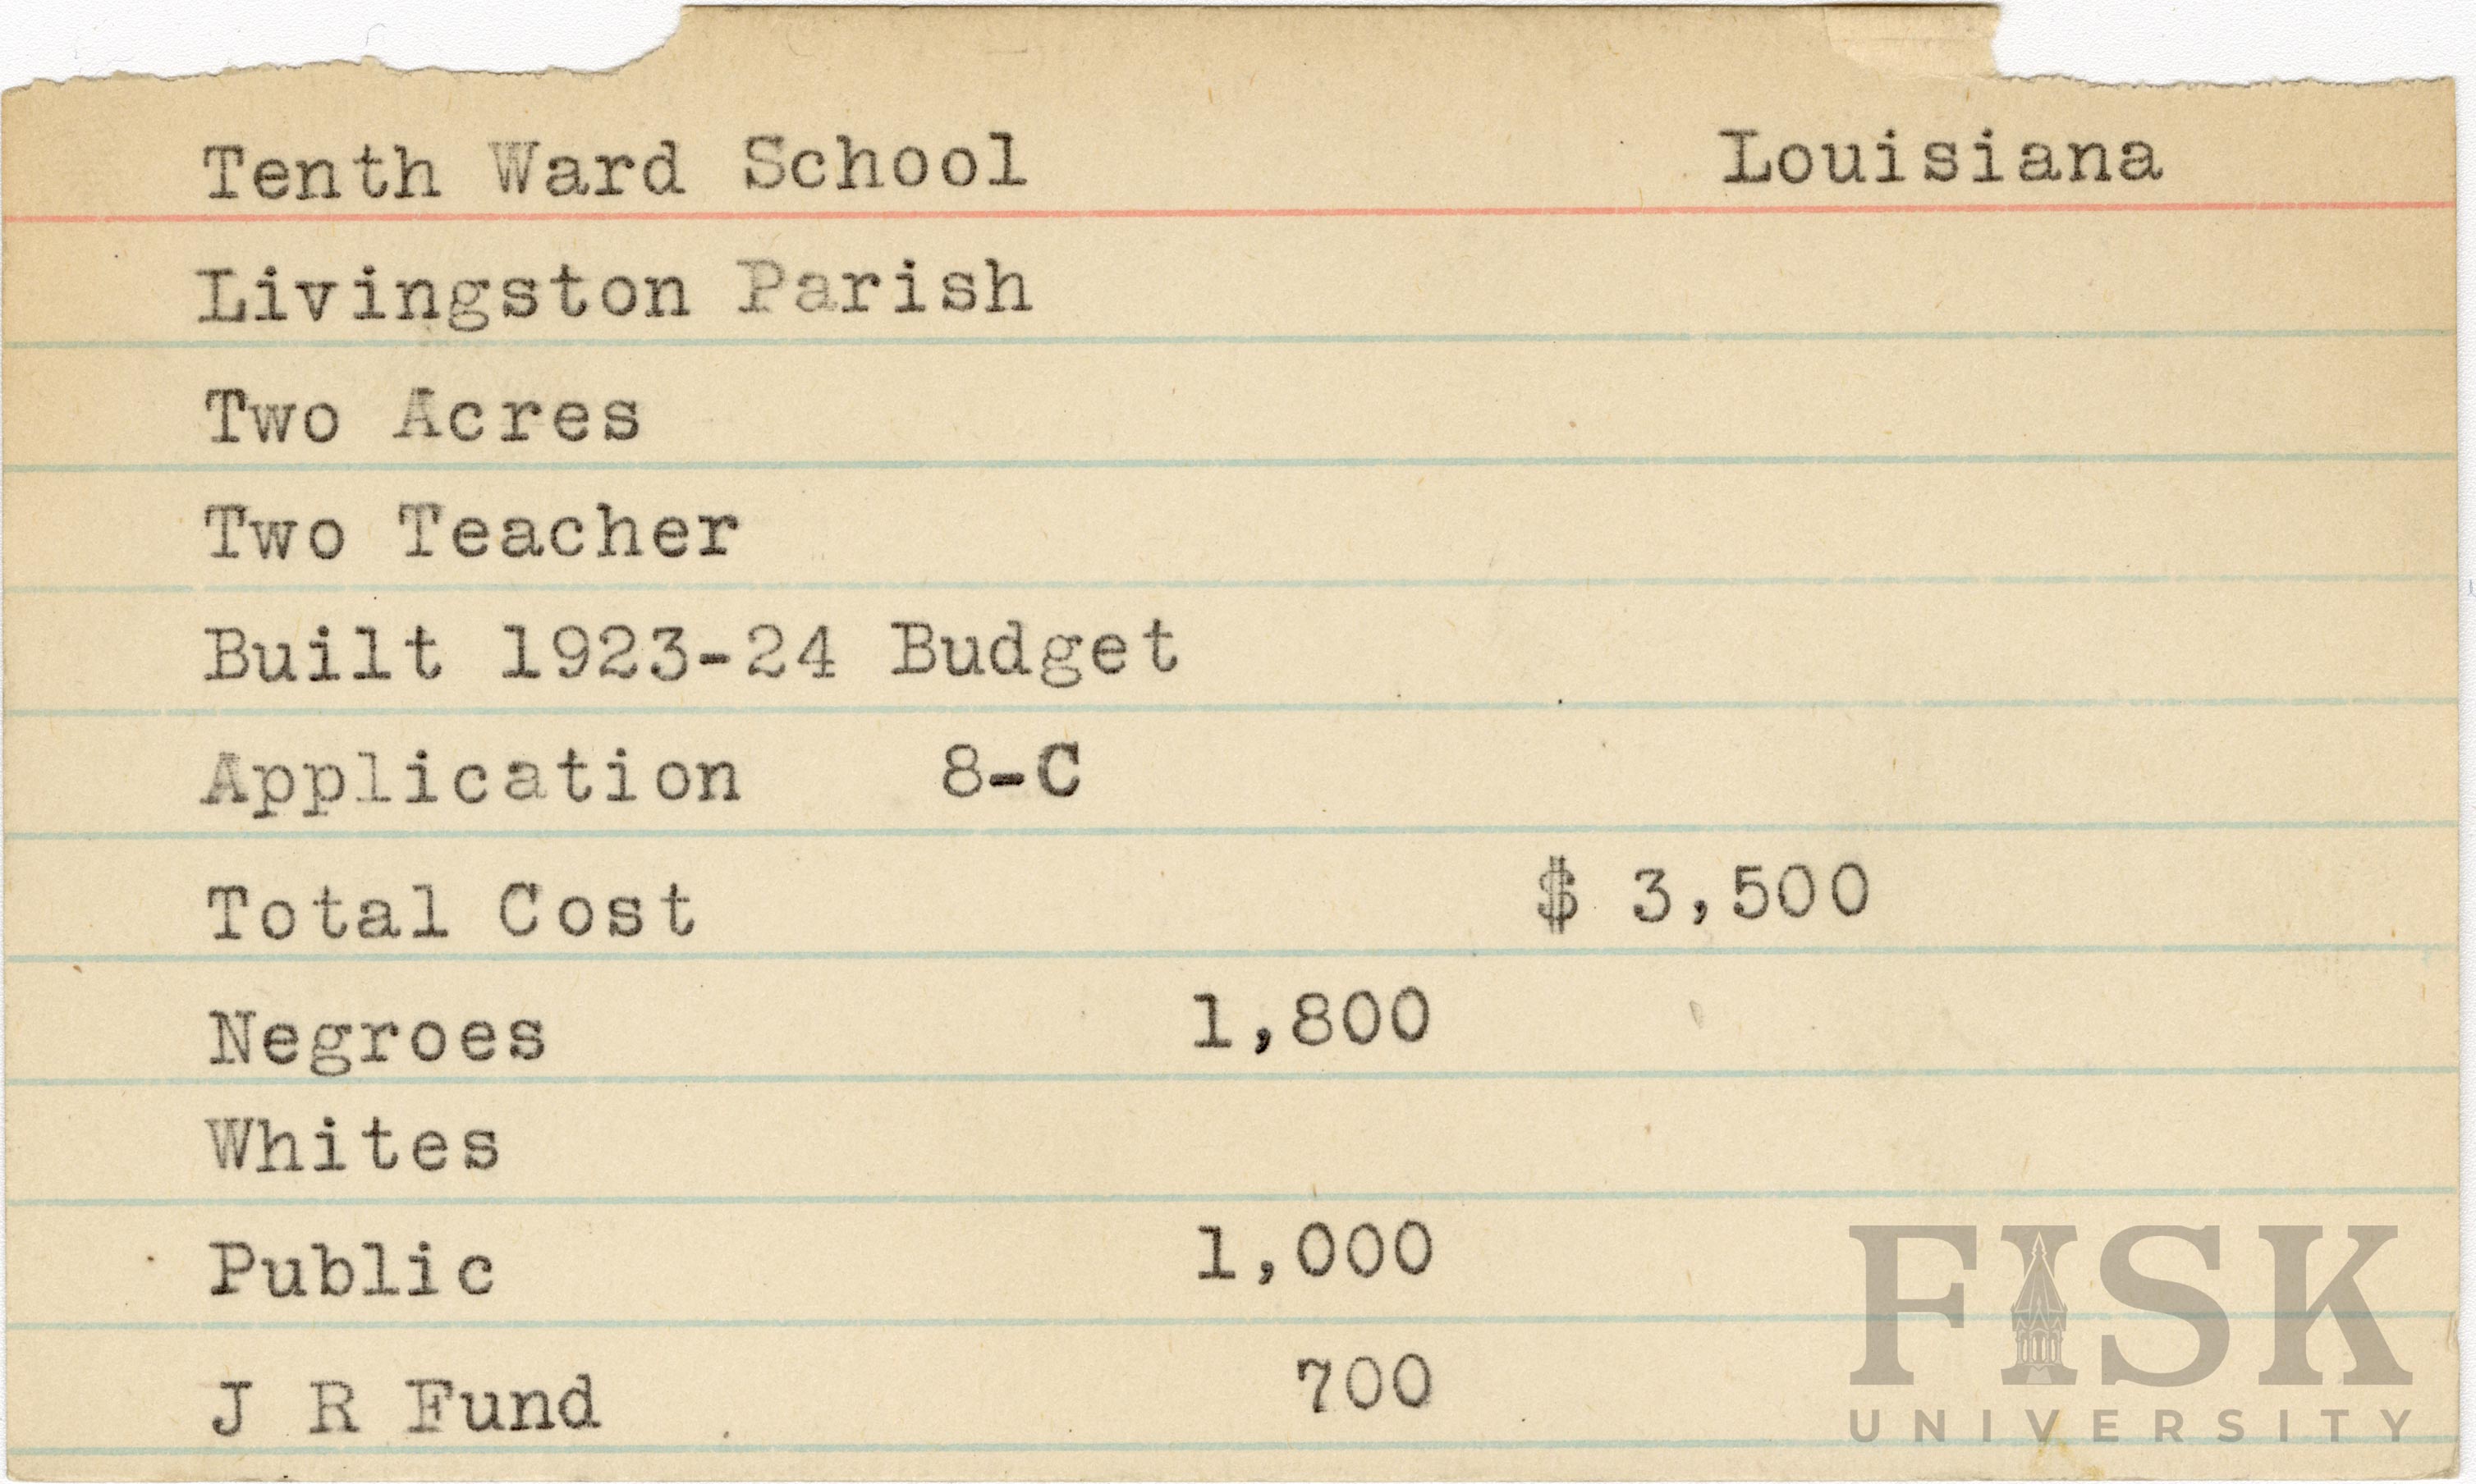 Tenth Ward School Louisiana
Livingston Parish
Two Acres
Two Teacher
Built 1923-24 Budget
Application 8-C
Total Cost $ 3,500
Negroes 1,800
Whites
Public 1,000
J R Fund 700
FISK
UNIVERSITY